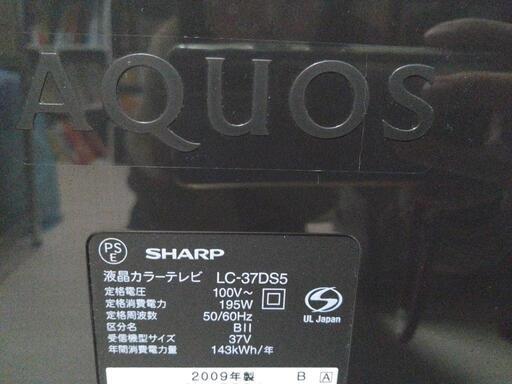 AQUOS
PS
E
SHARP
液晶カラーテレビ LC-37DS5
定格電圧 100V～
定格消費電力 195W
定格周波数 50/60Hz
区分名 BII
受信機型サイズ 37V
年間消費電力量 143kWh/年
UL Japan
2009年製 B A